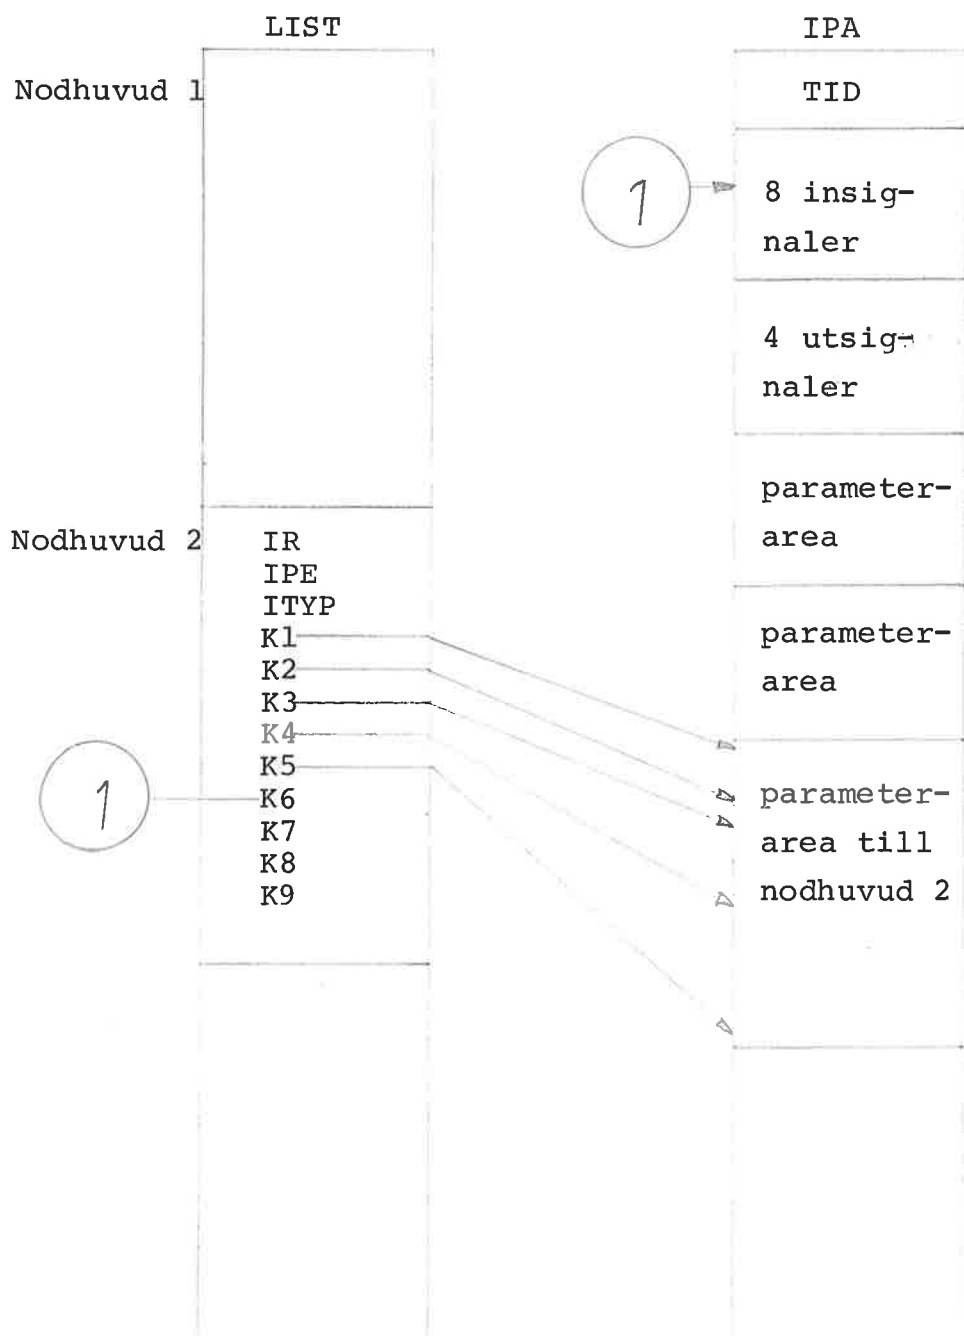 LIST
Nodhuvud 1
Nodhuvud 2
IR
IPE
ITYP
K1
K2
K3
K4
K5
1
K6
K7
K8
K9
IPA
TID
1
8 insig-
naler
4 utsig-
naler
parameter-
area
parameter-
area
parameter-
area till
nodhuvud 2